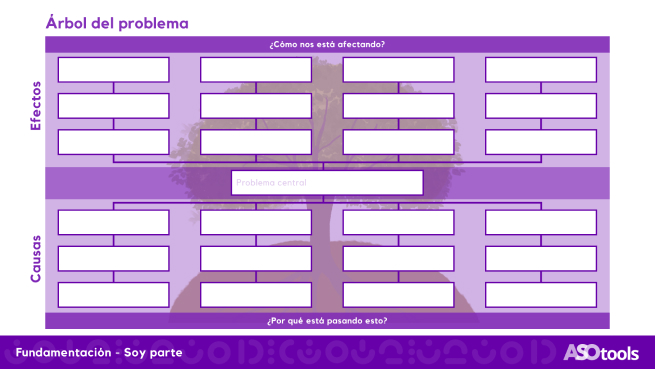 Árbol del problema
¿Cómo nos está afectando?
Efectos
Problema central
Causas
¿Por qué está pasando esto?
Fundamentación - Soy parte
ASOtools